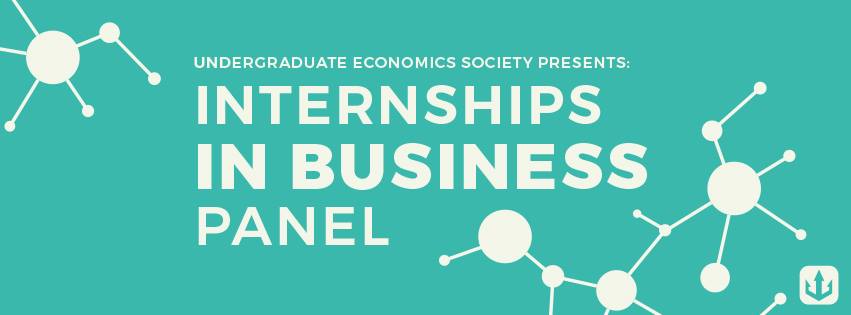 UNDERGRADUATE ECONOMICS SOCIETY PRESENTS:
INTERNSHIPS
IN BUSINESS
PANEL